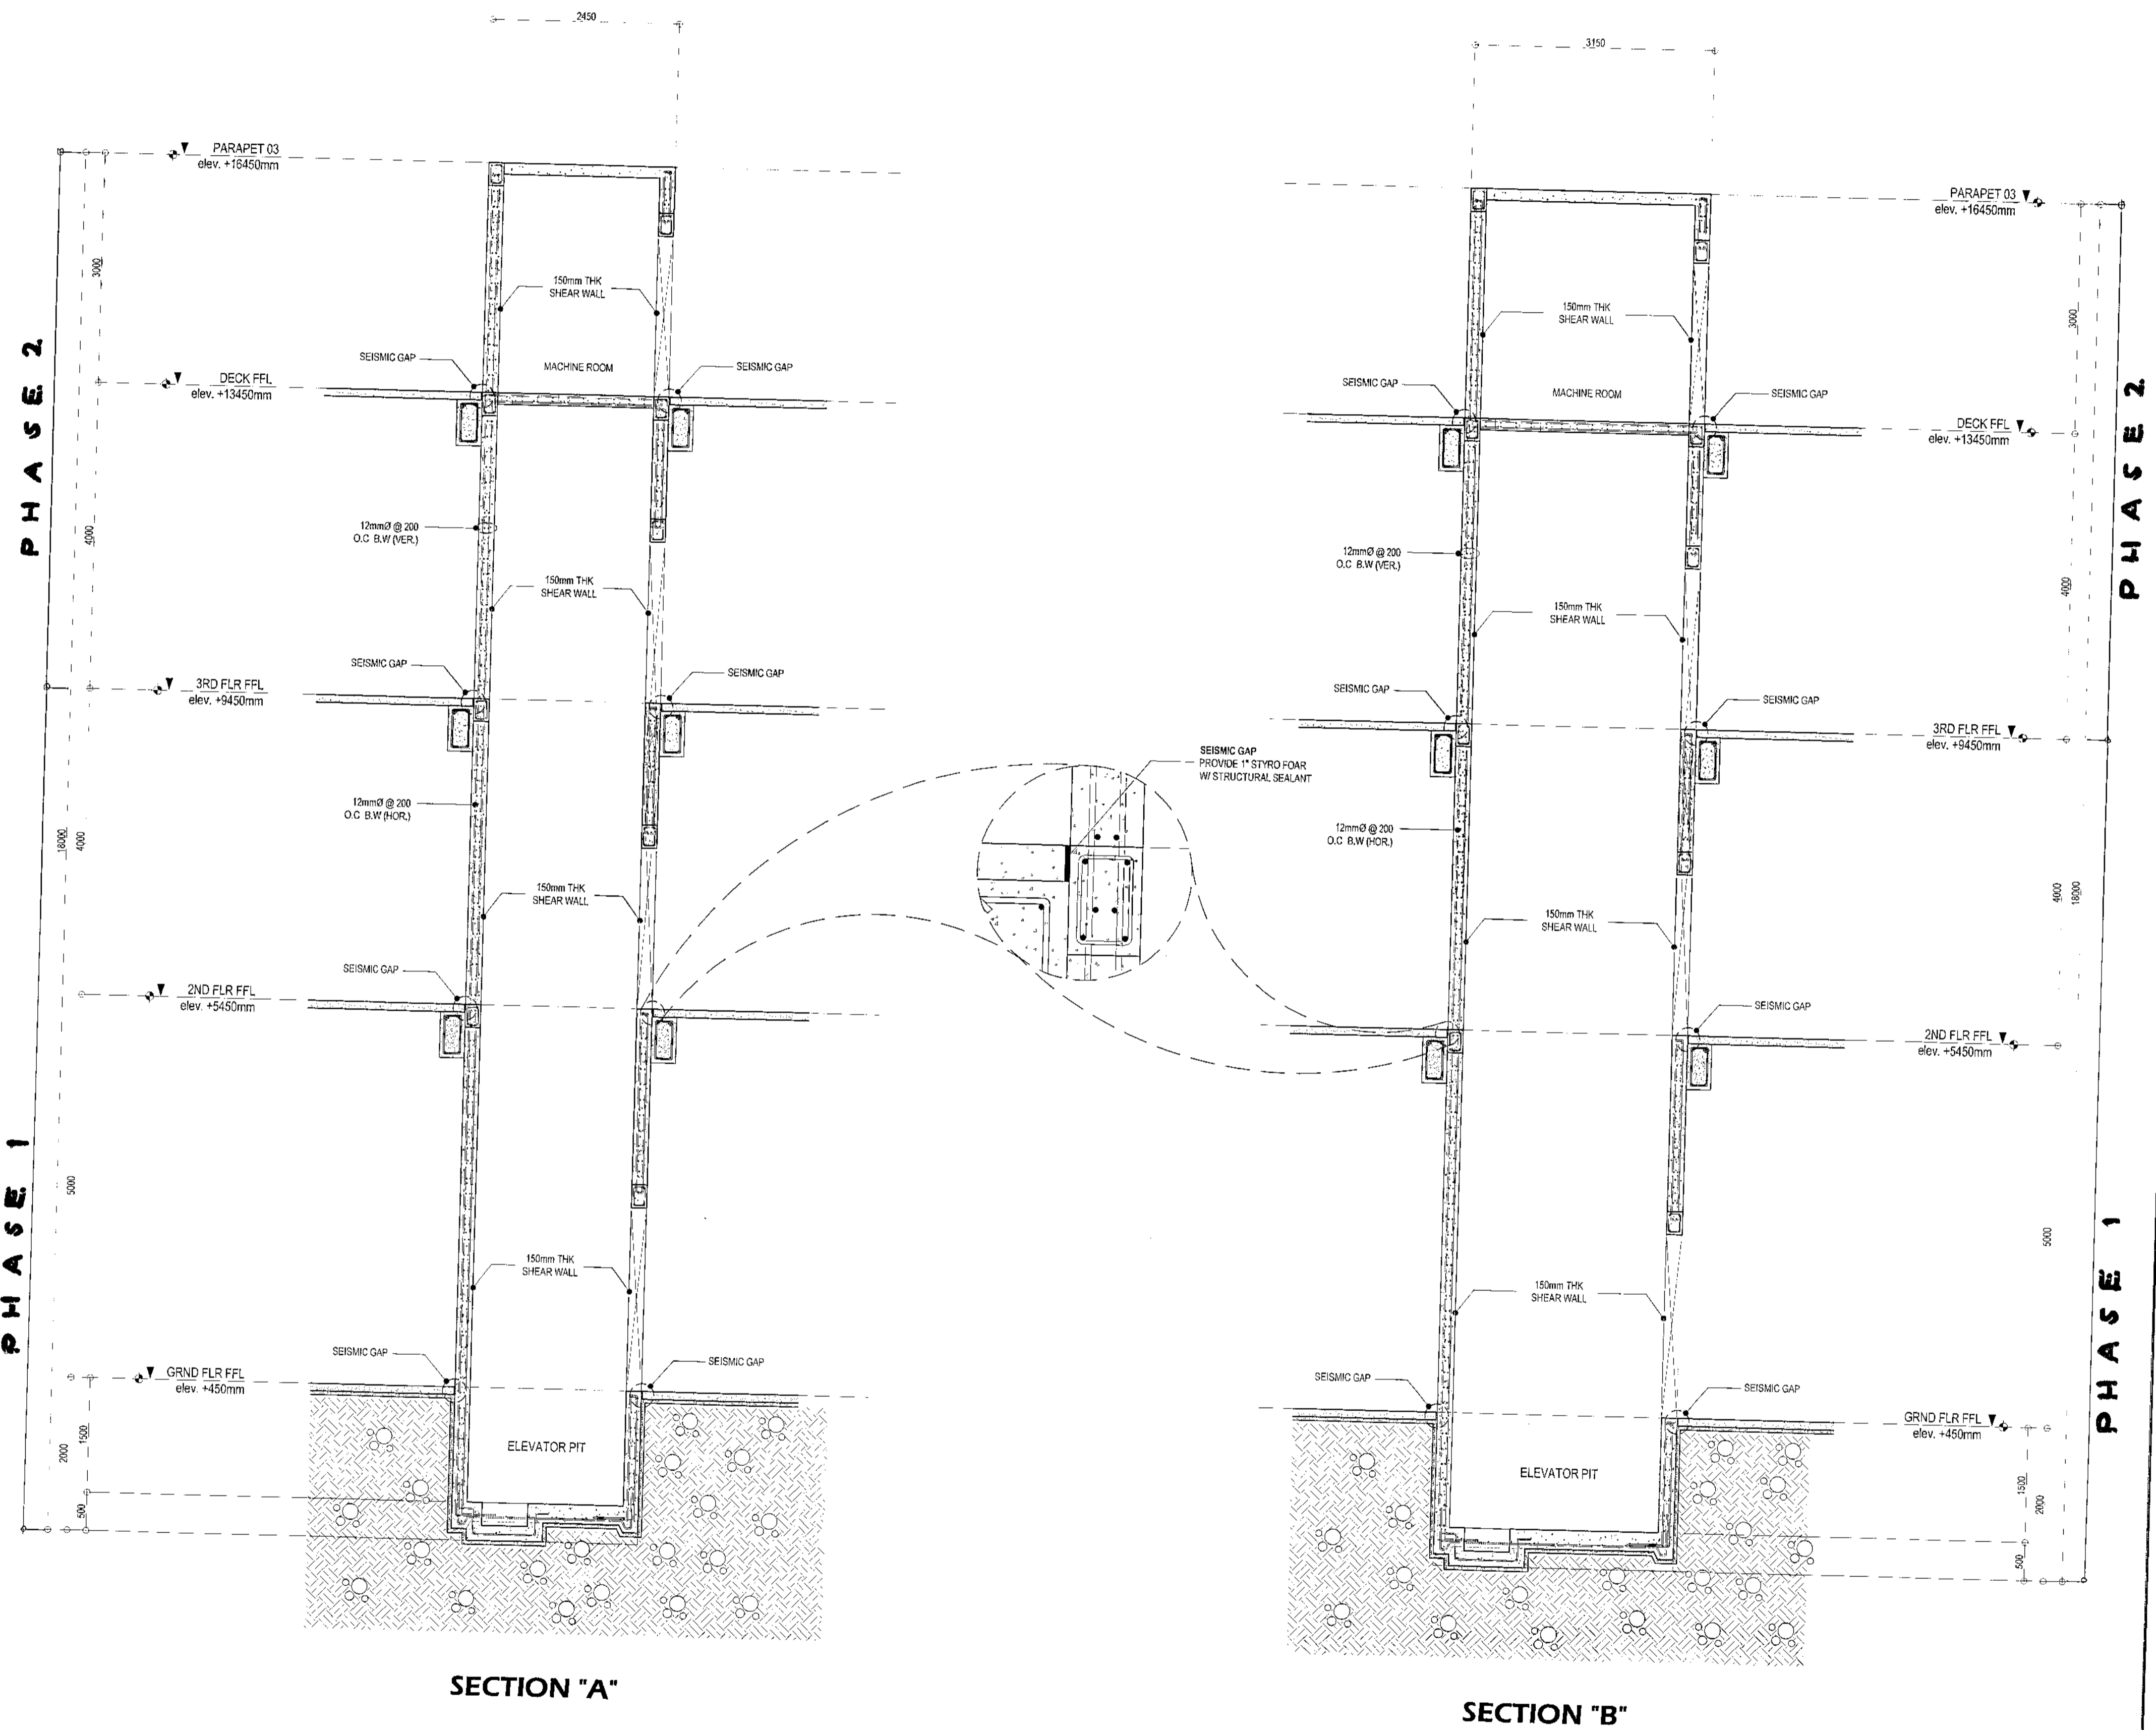 2450
PARAPET 03
elev. +16450mm
3000
150mm THK
SHEAR WALL
SEISMIC GAP
MACHINE ROOM
SEISMIC GAP
DECK FFL
elev. +13450mm
PHASE 2
4000
12mmØ @ 200
O.C B.W (VER.)
150mm THK
SHEAR WALL
SEISMIC GAP
SEISMIC GAP
3RD FLR FFL
elev. +9450mm
12mmØ @ 200
O.C B.W (HOR.)
18000
4000
150mm THK
SHEAR WALL
SEISMIC GAP
2ND FLR FFL
elev. +5450mm
PHASE 1
5000
150mm THK
SHEAR WALL
SEISMIC GAP
SEISMIC GAP
GRND FLR FFL
elev. +450mm
ELEVATOR PIT
2000
1500
500
SECTION "A"
SEISMIC GAP
PROVIDE 1" STYRO FOAR
W/ STRUCTURAL SEALANT
3150
PARAPET 03
elev. +16450mm
3000
150mm THK
SHEAR WALL
SEISMIC GAP
MACHINE ROOM
SEISMIC GAP
DECK FFL
elev. +13450mm
PHASE 2
12mmØ @ 200
O.C B.W (VER.)
4000
150mm THK
SHEAR WALL
SEISMIC GAP
SEISMIC GAP
3RD FLR FFL
elev. +9450mm
12mmØ @ 200
O.C B.W (HOR.)
4000
18000
150mm THK
SHEAR WALL
SEISMIC GAP
2ND FLR FFL
elev. +5450mm
5000
PHASE 1
150mm THK
SHEAR WALL
SEISMIC GAP
SEISMIC GAP
GRND FLR FFL
elev. +450mm
ELEVATOR PIT
1500
2000
500
SECTION "B"